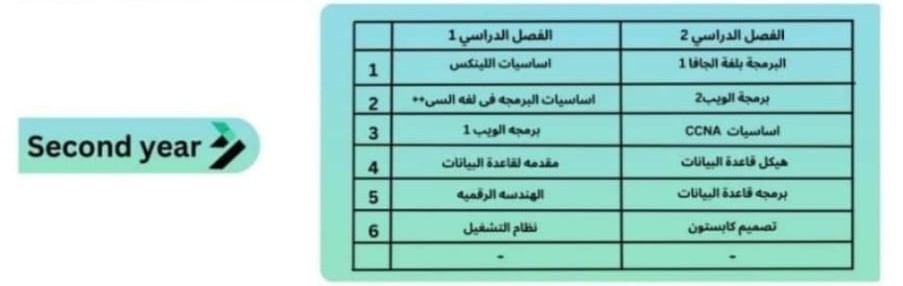 Second year
الفصل الدراسي 1 الفصل الدراسي 2
1 اساسيات اللينكس البرمجة بلغة الجافا 1
2 اساسيات البرمجه في لغه السي++ برمجة الويب2
3 برمجه الويب 1 اساسيات CCNA
4 مقدمه لقاعدة البيانات هيكل قاعدة البيانات
5 الهندسه الرقميه برمجه قاعدة البيانات
6 نظام التشغيل تصميم كابستون
- -